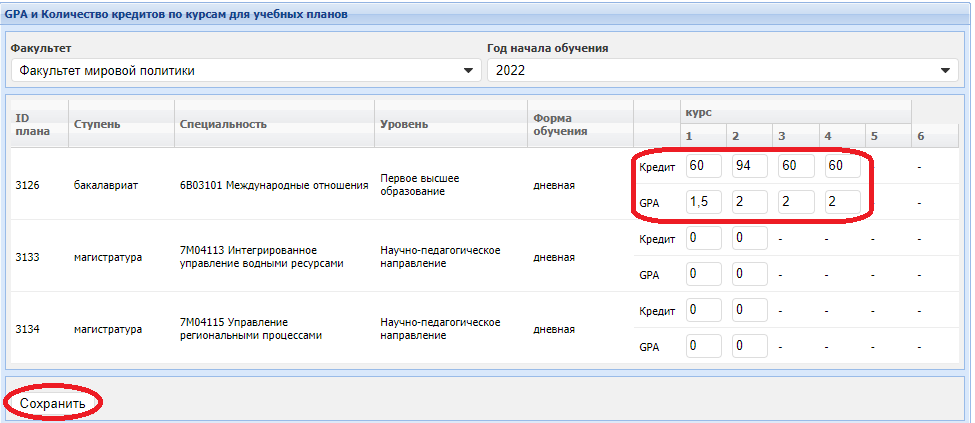 GPA и Количество кредитов по курсам для учебных планов
Факультет Год начала обучения
Факультет мировой политики 2022
ID плана Ступень Специальность Уровень Форма обучения курс
1 2 3 4 5 6
3126 бакалавриат 6В03101 Международные отношения Первое высшее образование дневная
Кредит 60 94 60 60 - -
GPA 1,5 2 2 2 - -
3133 магистратура 7М04113 Интегрированное управление водными ресурсами Научно-педагогическое направление дневная
Кредит 0 0 - - - -
GPA 0 0 - - - -
3134 магистратура 7М04115 Управление региональными процессами Научно-педагогическое направление дневная
Кредит 0 0 - - - -
GPA 0 0 - - - -
Сохранить